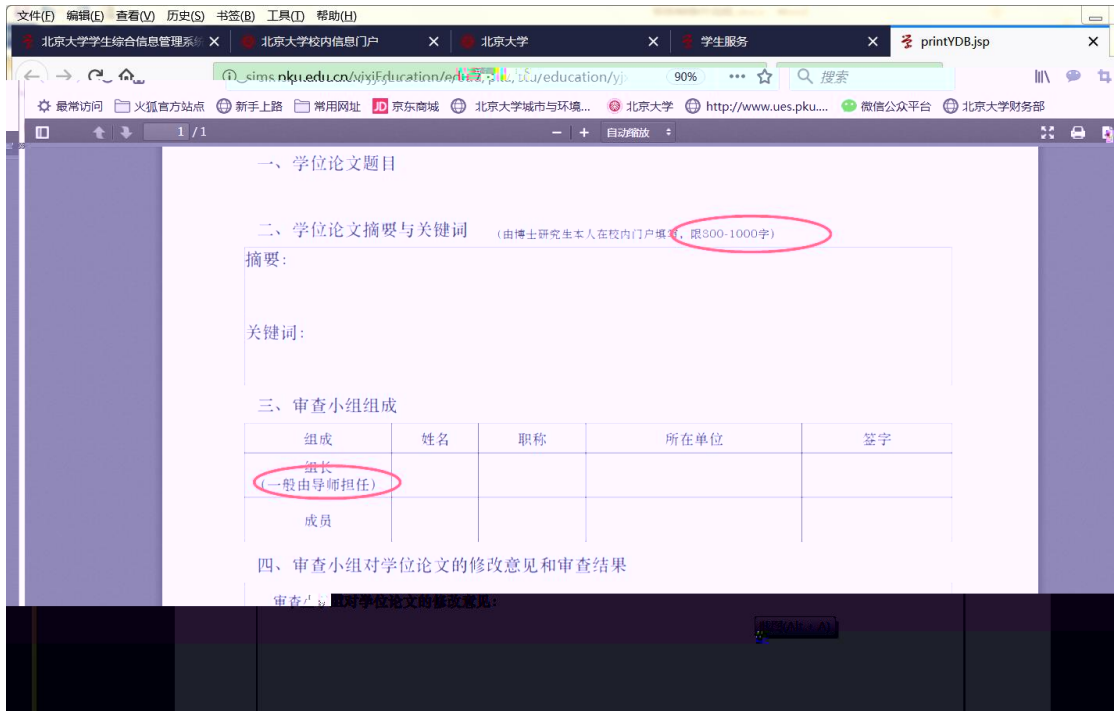 文件(F) 编辑(E) 查看(V) 历史(S) 书签(B) 工具(T) 帮助(H)
北京大学学生综合信息管理系统 北京大学校内信息门户 北京大学 学生服务 printYDB.jsp
90% 搜索
最常访问 火狐官方站点 新手上路 常用网址 JD 京东商城 北京大学城市与环境... 北京大学 http://www.ues.pku.... 微信公众平台 北京大学财务部
1 /1 — + 自动缩放
一、学位论文题目
二、学位论文摘要与关键词 (由博士研究生本人在校内门户填写,限800-1000字)
摘要:
关键词:
三、审查小组组成
组成 姓名 职称 所在单位 签字
组长
(一般由导师担任)
成员
四、审查小组对学位论文的修改意见和审查结果
审查小组对学位论文的修改意见: